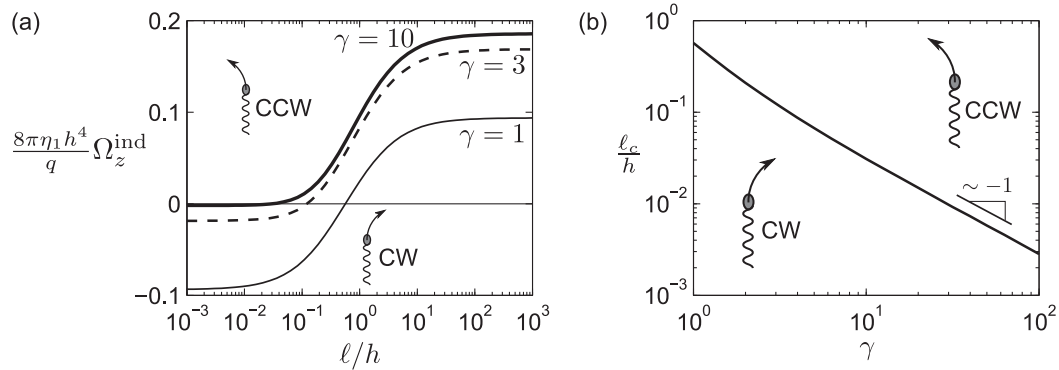 (a)
0.2
0.1
0
−0.1
8πη₁h⁴/q Ω_z^ind
γ = 10
γ = 3
γ = 1
CCW
CW
10⁻³ 10⁻² 10⁻¹ 10⁰ 10¹ 10² 10³
ℓ/h
(b)
10⁰
10⁻¹
10⁻²
10⁻³
ℓ_c/h
CCW
CW
∼ −1
10⁰ 10¹ 10²
γ